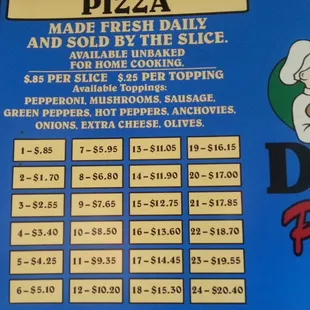 PIZZA
MADE FRESH DAILY
AND SOLD BY THE SLICE.
AVAILABLE UNBAKED
FOR HOME COOKING.
$.85 PER SLICE $.25 PER TOPPING
Available Toppings:
PEPPERONI, MUSHROOMS, SAUSAGE,
GREEN PEPPERS, HOT PEPPERS, ANCHOVIES,
ONIONS, EXTRA CHEESE, OLIVES.
1 - $.85 7 - $5.95 13 - $11.05 19 - $16.15
2 - $1.70 8 - $6.80 14 - $11.90 20 - $17.00
3 - $2.55 9 - $7.65 15 - $12.75 21 - $17.85
4 - $3.40 10 - $8.50 16 - $13.60 22 - $18.70
5 - $4.25 11 - $9.35 17 - $14.45 23 - $19.55
6 - $5.10 12 - $10.20 18 - $15.30 24 - $20.40